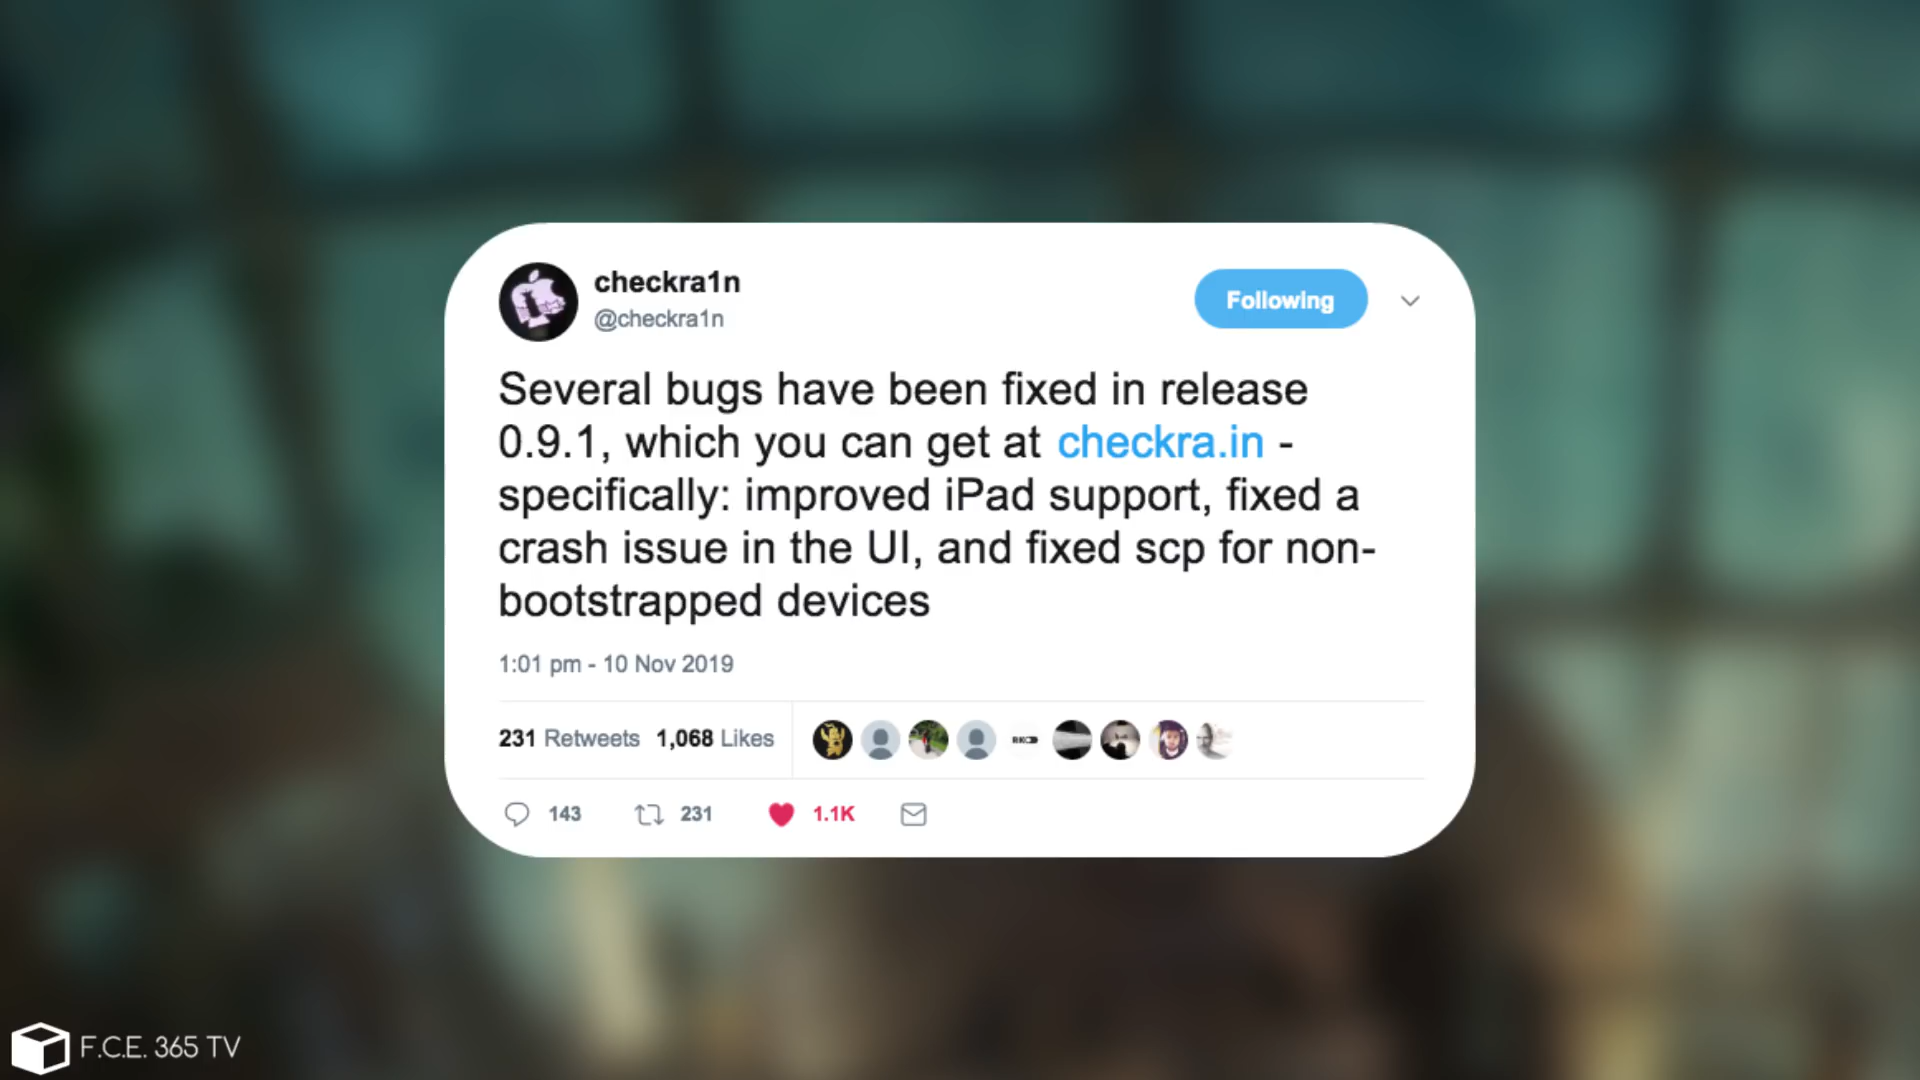 checkra1n
@checkra1n
Following
Several bugs have been fixed in release
0.9.1, which you can get at checkra.in -
specifically: improved iPad support, fixed a
crash issue in the UI, and fixed scp for non-
bootstrapped devices
1:01 pm - 10 Nov 2019
231 Retweets 1,068 Likes
143 231 1.1K
F.C.E. 365 TV